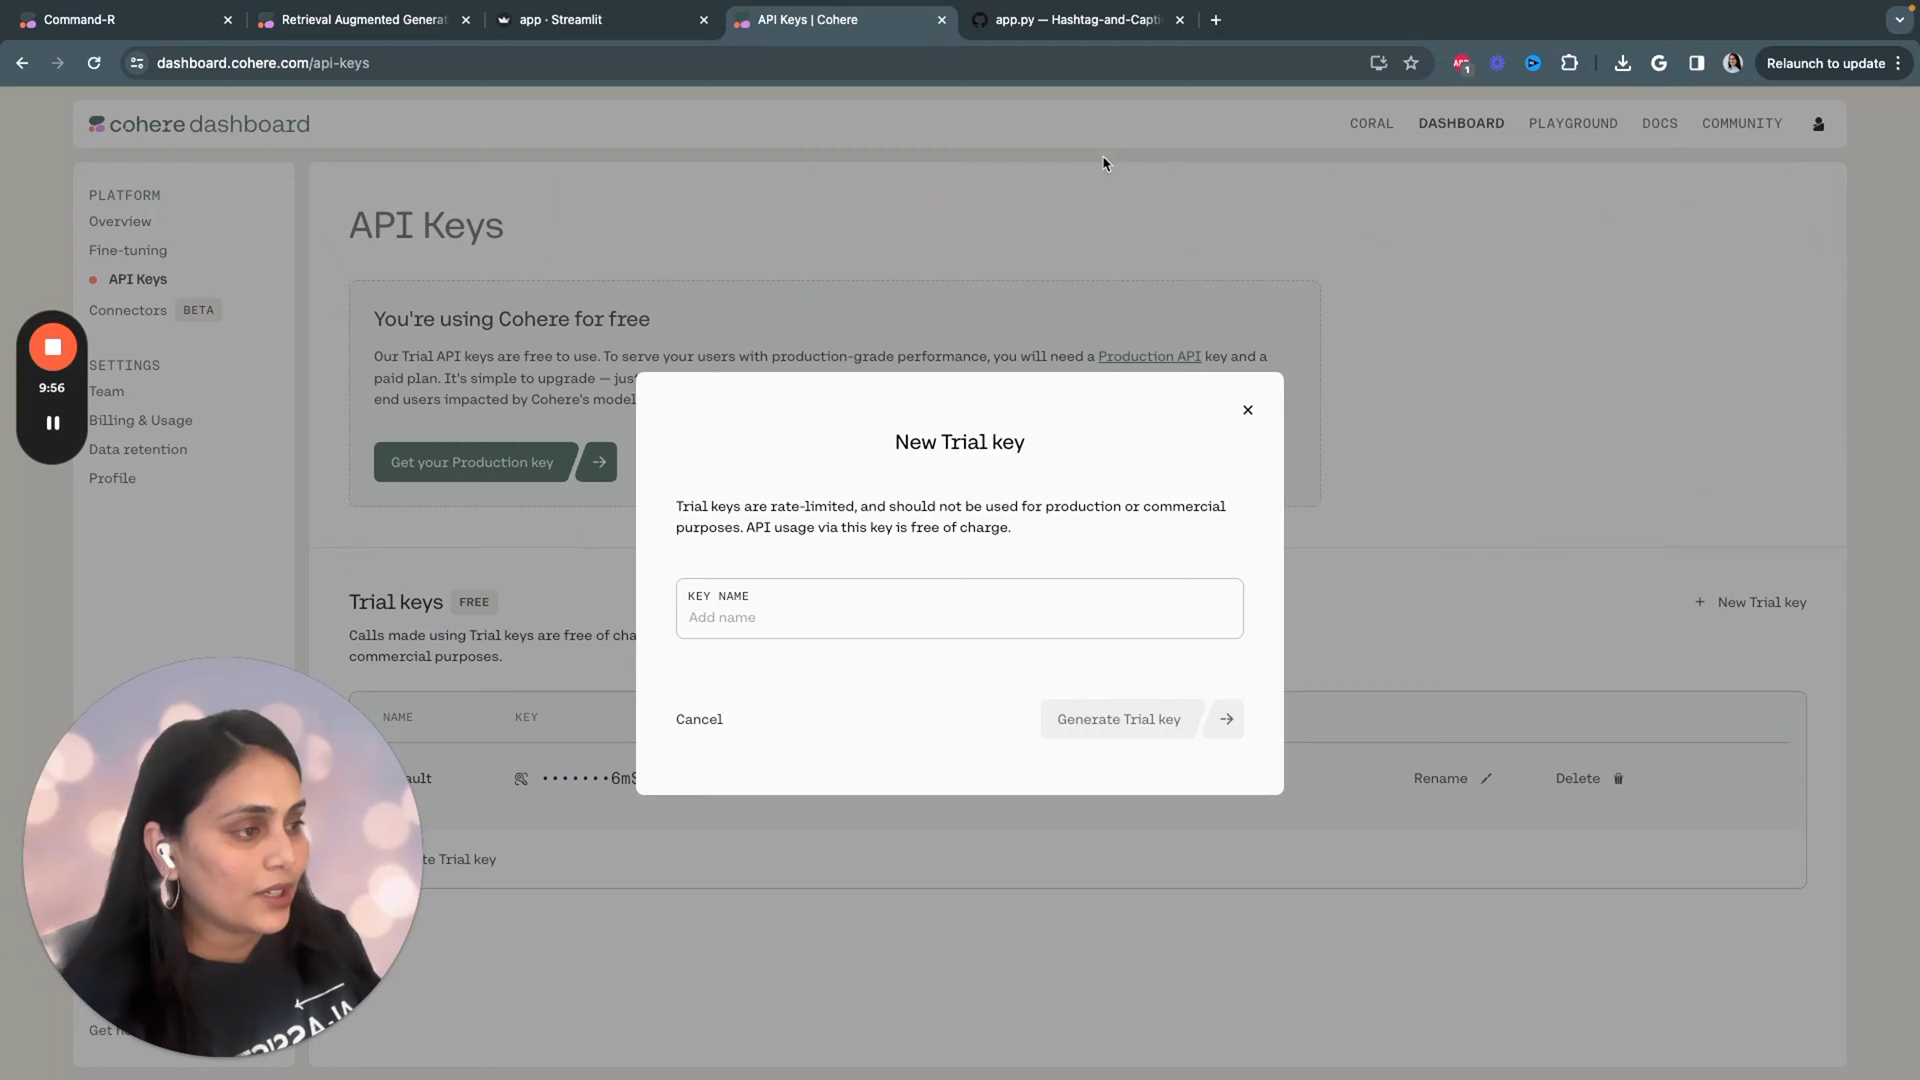 Command-R
Retrieval Augmented Generat
app · Streamlit
API Keys | Cohere
app.py — Hashtag-and-Capti
dashboard.cohere.com/api-keys
1
Relaunch to update
cohere dashboard
CORAL
DASHBOARD
PLAYGROUND
DOCS
COMMUNITY
PLATFORM
Overview
Fine-tuning
API Keys
Connectors BETA
SETTINGS
Team
Billing & Usage
Data retention
Profile
9:56
API Keys
You're using Cohere for free
Our Trial API keys are free to use. To serve your users with production-grade performance, you will need a Production API key and a
paid plan. It's simple to upgrade — jus
end users impacted by Cohere's model
Get your Production key
New Trial key
Trial keys are rate-limited, and should not be used for production or commercial
purposes. API usage via this key is free of charge.
KEY NAME
Add name
Cancel
Generate Trial key
Trial keys FREE
+ New Trial key
Calls made using Trial keys are free of cha
commercial purposes.
NAME
KEY
ault
•••••••6mS
Rename
Delete
te Trial key
Get h